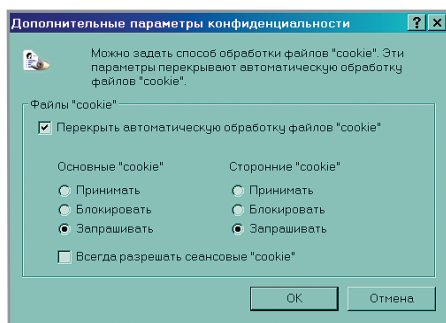 Дополнительные параметры конфиденциальности
Можно задать способ обработки файлов "cookie". Эти
параметры перекрывают автоматическую обработку
файлов "cookie".
Файлы "cookie"
Перекрыть автоматическую обработку файлов "cookie"
Основные "cookie" Сторонние "cookie"
Принимать Принимать
Блокировать Блокировать
Запрашивать Запрашивать
Всегда разрешать сеансовые "cookie"
OK Отмена